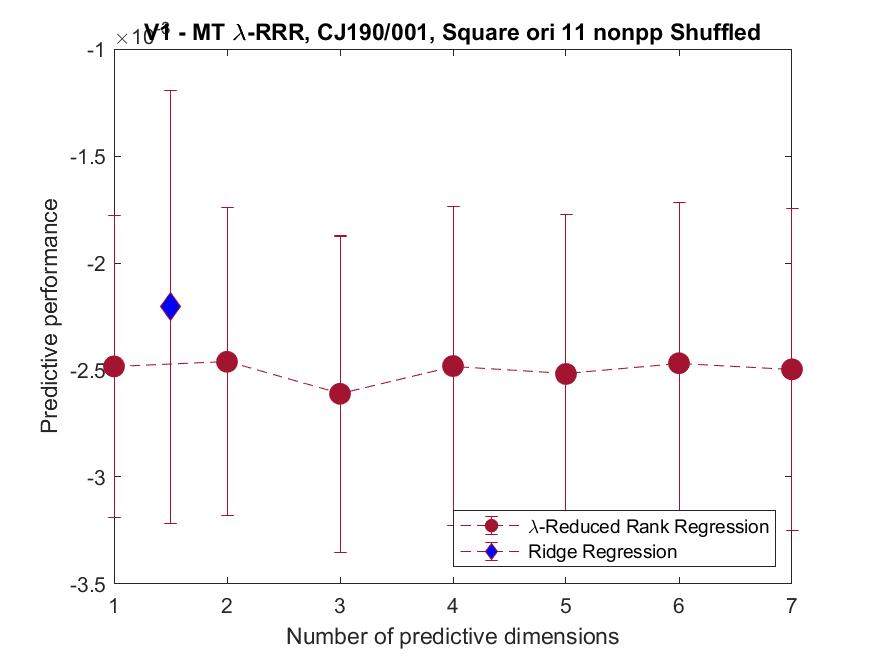 V1 - MT λ-RRR, CJ190/001, Square ori 11 nonpp Shuffled
×10⁻³
-1
-1.5
-2
-2.5
-3
-3.5
Predictive performance
λ-Reduced Rank Regression
Ridge Regression
1 2 3 4 5 6 7
Number of predictive dimensions